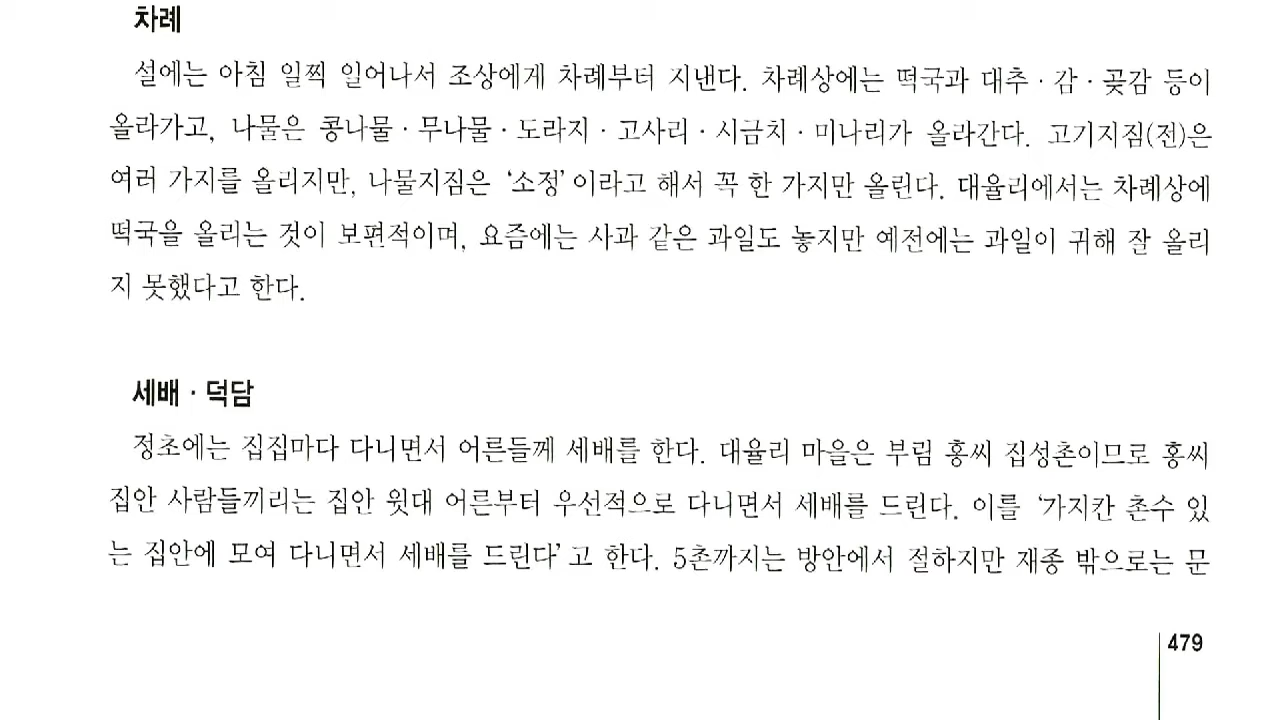 차례
설에는 아침 일찍 일어나서 조상에게 차례부터 지낸다. 차례상에는 떡국과 대추 · 감 · 곶감 등이
올라가고, 나물은 콩나물 · 무나물 · 도라지 · 고사리 · 시금치 · 미나리가 올라간다. 고기지짐(전)은
여러 가지를 올리지만, 나물지짐은 ‘소정’이라고 해서 꼭 한 가지만 올린다. 대율리에서는 차례상에
떡국을 올리는 것이 보편적이며, 요즘에는 사과 같은 과일도 놓지만 예전에는 과일이 귀해 잘 올리
지 못했다고 한다.
세배 · 덕담
정초에는 집집마다 다니면서 어른들께 세배를 한다. 대율리 마을은 부림 홍씨 집성촌이므로 홍씨
집안 사람들끼리는 집안 윗대 어른부터 우선적으로 다니면서 세배를 드린다. 이를 ‘가지칸 촌수 있
는 집안에 모여 다니면서 세배를 드린다’고 한다. 5촌까지는 방안에서 절하지만 재종 밖으로는 문
479